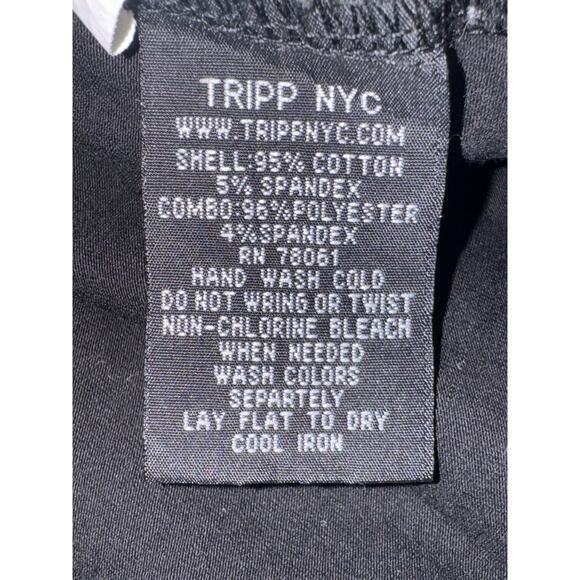 TRIPP NYC
WWW.TRIPPNYC.COM
SHELL:95% COTTON
5% SPANDEX
COMBO:96%POLYESTER
4%SPANDEX
RN 78061
HAND WASH COLD
DO NOT WRING OR TWIST
NON-CHLORINE BLEACH
WHEN NEEDED
WASH COLORS
SEPARTELY
LAY FLAT TO DRY
COOL IRON